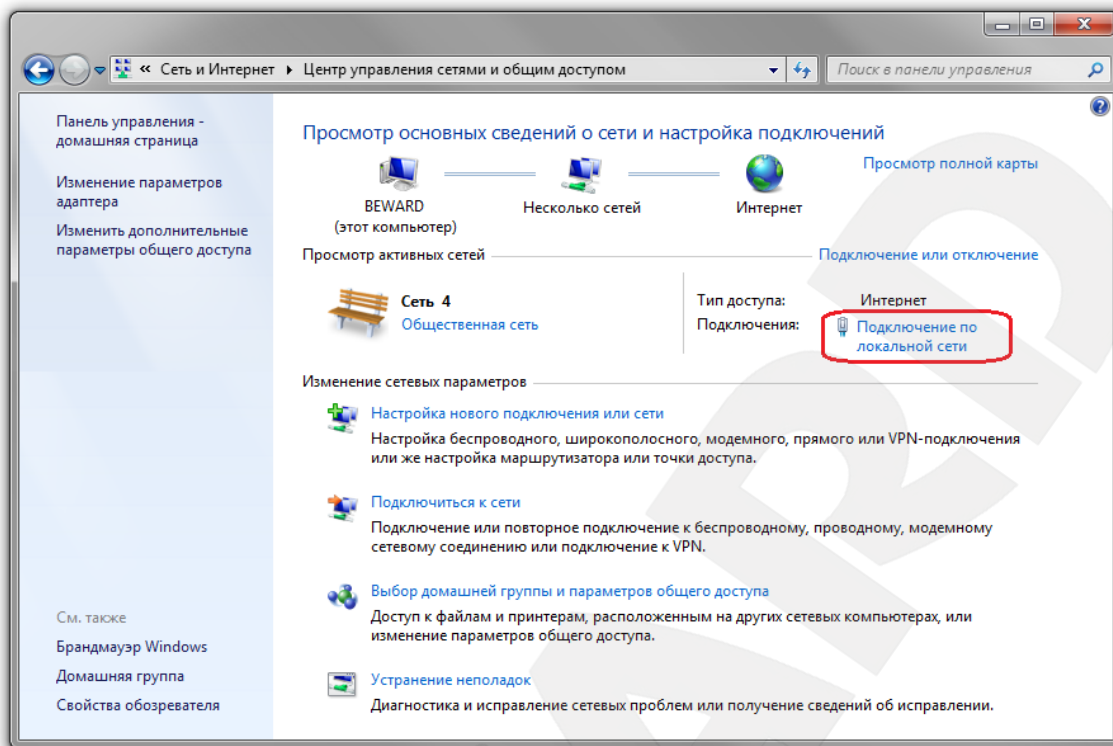 « Сеть и Интернет Центр управления сетями и общим доступом Поиск в панели управления
Панель управления -
домашняя страница
Изменение параметров
адаптера
Изменить дополнительные
параметры общего доступа
Просмотр основных сведений о сети и настройка подключений
Просмотр полной карты
BEWARD
(этот компьютер)
Несколько сетей
Интернет
Просмотр активных сетей
Подключение или отключение
Сеть 4
Общественная сеть
Тип доступа: Интернет
Подключения: Подключение по
локальной сети
Изменение сетевых параметров
Настройка нового подключения или сети
Настройка беспроводного, широкополосного, модемного, прямого или VPN-подключения
или же настройка маршрутизатора или точки доступа.
Подключиться к сети
Подключение или повторное подключение к беспроводному, проводному, модемному
сетевому соединению или подключение к VPN.
Выбор домашней группы и параметров общего доступа
Доступ к файлам и принтерам, расположенным на других сетевых компьютерах, или
изменение параметров общего доступа.
Устранение неполадок
Диагностика и исправление сетевых проблем или получение сведений об исправлении.
См. также
Брандмауэр Windows
Домашняя группа
Свойства обозревателя
ARD